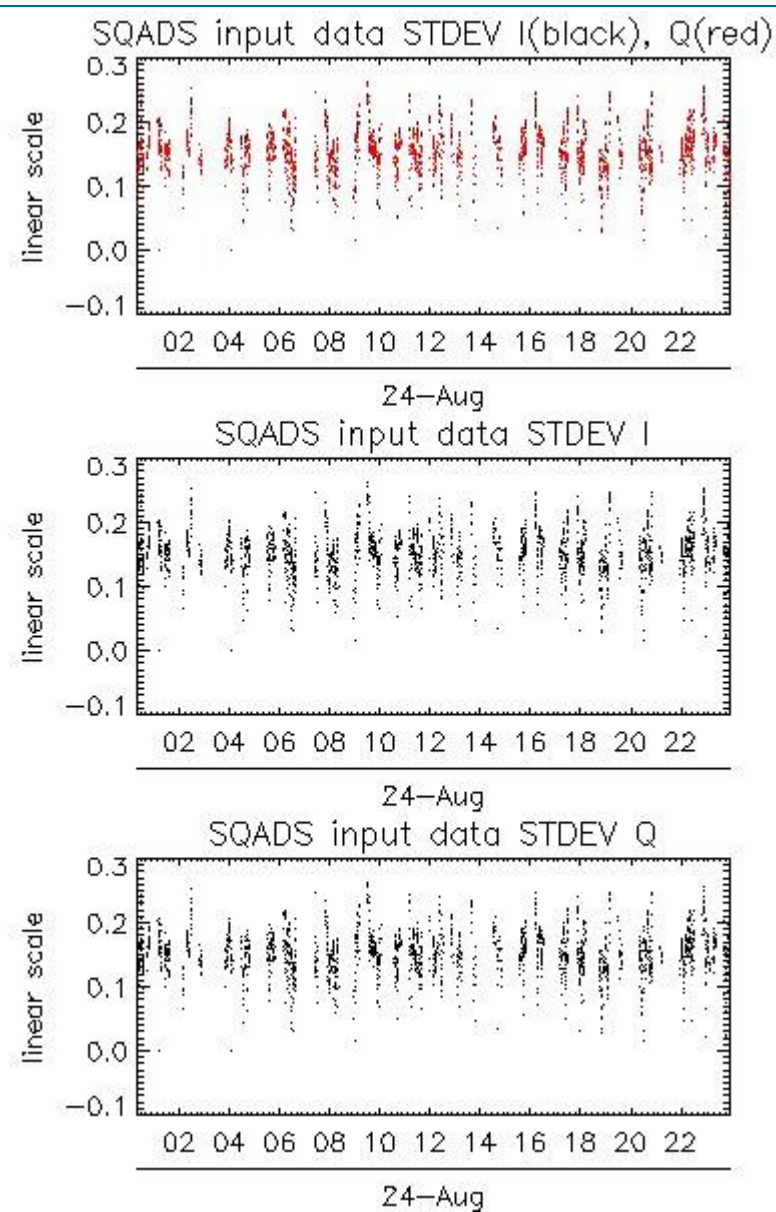 SQADS input data STDEV I(black), Q(red)
0.3
0.2
0.1
0.0
−0.1
linear scale
02 04 06 08 10 12 14 16 18 20 22
24−Aug
SQADS input data STDEV I
0.3
0.2
0.1
0.0
−0.1
linear scale
02 04 06 08 10 12 14 16 18 20 22
24−Aug
SQADS input data STDEV Q
0.3
0.2
0.1
0.0
−0.1
linear scale
02 04 06 08 10 12 14 16 18 20 22
24−Aug